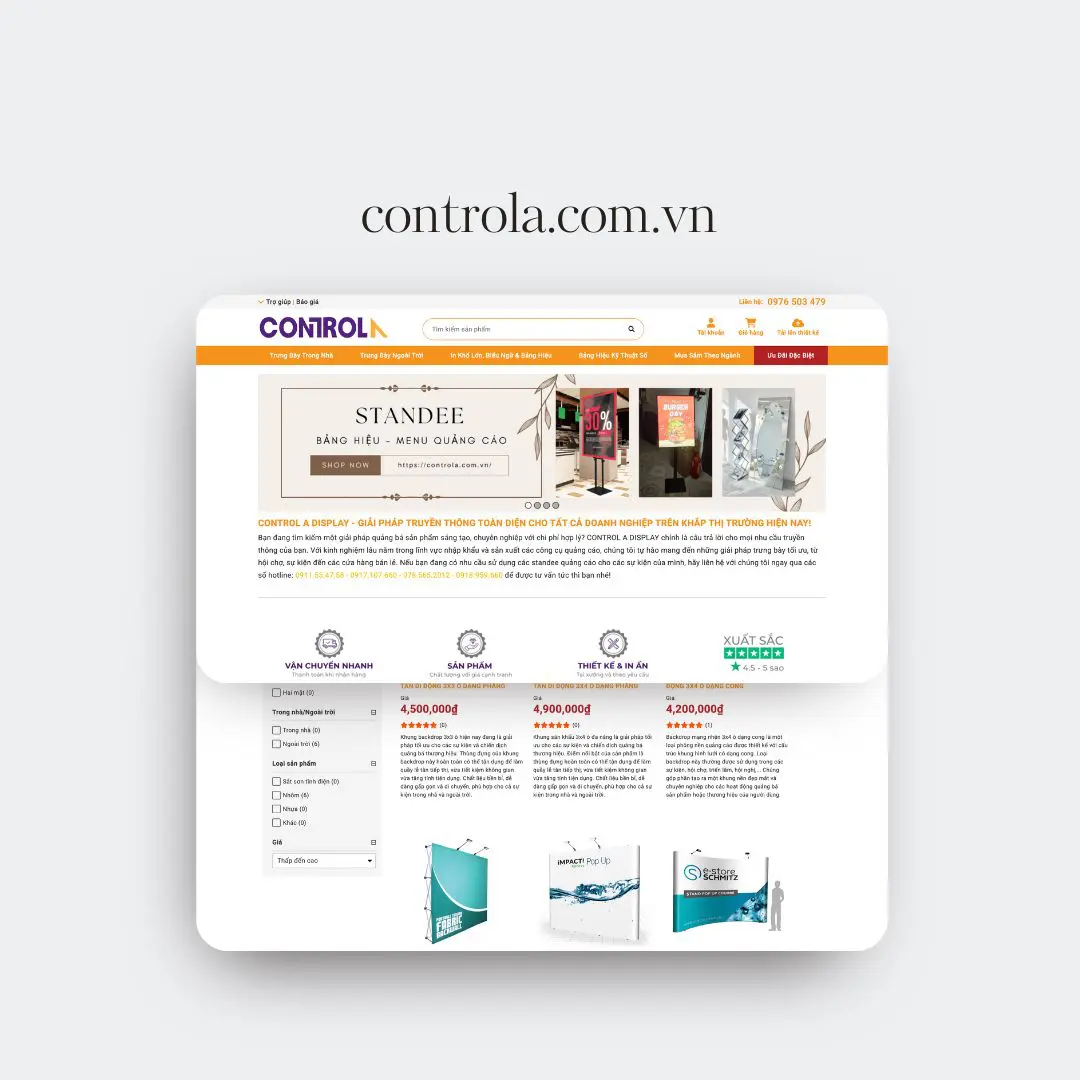 controla.com.vn
Trợ giúp | Báo giá
Liên hệ: 0976 503 479
CONTROLA
Tìm kiếm sản phẩm
Tài khoản
Giỏ hàng
Tải lên thiết kế
Trưng Bày Trong Nhà
Trưng Bày Ngoài Trời
In Khổ Lớn, Biểu Ngữ & Bảng Hiệu
Bảng Hiệu Kỹ Thuật Số
Mua Sắm Theo Ngành
Ưu Đãi Đặc Biệt
STANDEE
BẢNG HIỆU – MENU QUẢNG CÁO
SHOP NOW
https://controla.com.vn/
30%
BURGER
DAY
CONTROL A DISPLAY - GIẢI PHÁP TRUYỀN THÔNG TOÀN DIỆN CHO TẤT CẢ DOANH NGHIỆP TRÊN KHẮP THỊ TRƯỜNG HIỆN NAY!
Bạn đang tìm kiếm một giải pháp quảng bá sản phẩm sáng tạo, chuyên nghiệp với chi phí hợp lý? CONTROL A DISPLAY chính là câu trả lời cho mọi nhu cầu truyền
thông của bạn. Với kinh nghiệm lâu năm trong lĩnh vực nhập khẩu và sản xuất các công cụ quảng cáo, chúng tôi tự hào mang đến những giải pháp trưng bày tối ưu, từ
hội chợ, sự kiện đến các cửa hàng bán lẻ. Nếu bạn đang có nhu cầu sử dụng các standee quảng cáo cho các sự kiện của mình, hãy liên hệ với chúng tôi ngay qua các
số hotline: 0911.55.47.58 - 0917.107.660 - 078.565.2012 - 0918.959.660 để được tư vấn tức thì bạn nhé!
VẬN CHUYỂN NHANH
Thanh toán khi nhận hàng
SẢN PHẨM
Chất lượng với giá cạnh tranh
THIẾT KẾ & IN ẤN
Tại xưởng và theo yêu cầu
XUẤT SẮC
4.5 - 5 sao
Hai mặt (0)
Trong nhà/Ngoài trời
Trong nhà (0)
Ngoài trời (6)
Loại sản phẩm
Sắt sơn tĩnh điện (0)
Nhôm (6)
Nhựa (0)
Khác (0)
Giá
Thấp đến cao
TÁN DI ĐỘNG 3X3 Ô DẠNG PHẲNG
Giá
4,500,000₫
(0)
Khung backdrop 3x3 ô hiện nay đang là giải
pháp tối ưu cho các sự kiện và chiến dịch
quảng bá thương hiệu. Thùng đựng của khung
backdrop này hoàn toàn có thể tận dụng để làm
quầy lễ tân tiếp thị, vừa tiết kiệm không gian
vừa tăng tính tiện dụng. Chất liệu bền bỉ, dễ
dàng gấp gọn và di chuyển, phù hợp cho cả sự
kiện trong nhà và ngoài trời.
TÁN DI ĐỘNG 3X4 Ô DẠNG PHẲNG
Giá
4,900,000₫
(0)
Khung sân khấu 3x4 ô đa năng là giải pháp tối
ưu cho các sự kiện và chiến dịch quảng bá
thương hiệu. Điểm nổi bật của sản phẩm là
thùng đựng hoàn toàn có thể tận dụng để làm
quầy lễ tân tiếp thị, vừa tiết kiệm không gian
vừa tăng tính tiện dụng. Chất liệu bền bỉ, dễ
dàng gấp gọn và di chuyển, phù hợp cho cả sự
kiện trong nhà và ngoài trời.
ĐỘNG 3X4 Ô DẠNG CONG
Giá
4,200,000₫
(1)
Backdrop mạng nhện 3x4 ô dạng cong là một
loại phông nền quảng cáo được thiết kế với cấu
trúc khung hình lưới có dạng cong. Loại
backdrop này thường được sử dụng trong các
sự kiện, hội chợ, triển lãm, hội nghị,... Chúng
góp phần tạo ra một khung nền đẹp mắt và
chuyên nghiệp cho các hoạt động quảng bá
sản phẩm hoặc thương hiệu của người dùng.
FABRIC
BACKWALL
iMPACT! Pop Up
e-store
SCHMITZ
STAND POP UP COURBE